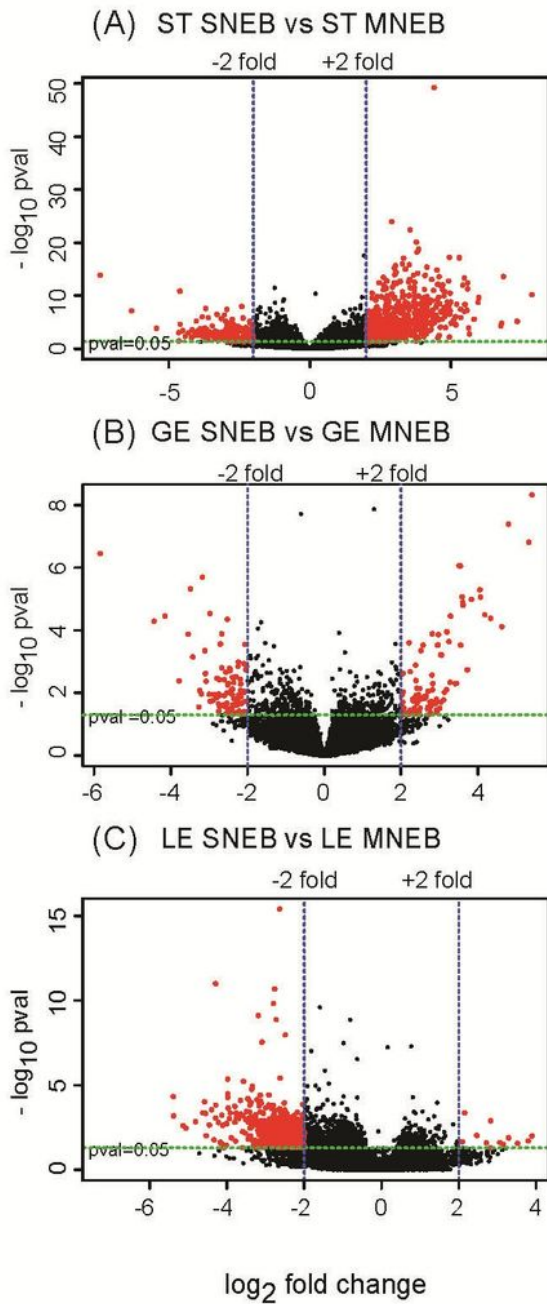 (A) ST SNEB vs ST MNEB
-2 fold +2 fold
50
40
30
20
10
0
- log10 pval
pval=0.05
-5 0 5
(B) GE SNEB vs GE MNEB
-2 fold +2 fold
8
6
4
2
0
- log10 pval
pval =0.05
-6 -4 -2 0 2 4
(C) LE SNEB vs LE MNEB
-2 fold +2 fold
15
10
5
0
- log10 pval
pval=0.05
-6 -4 -2 0 2 4
log2 fold change